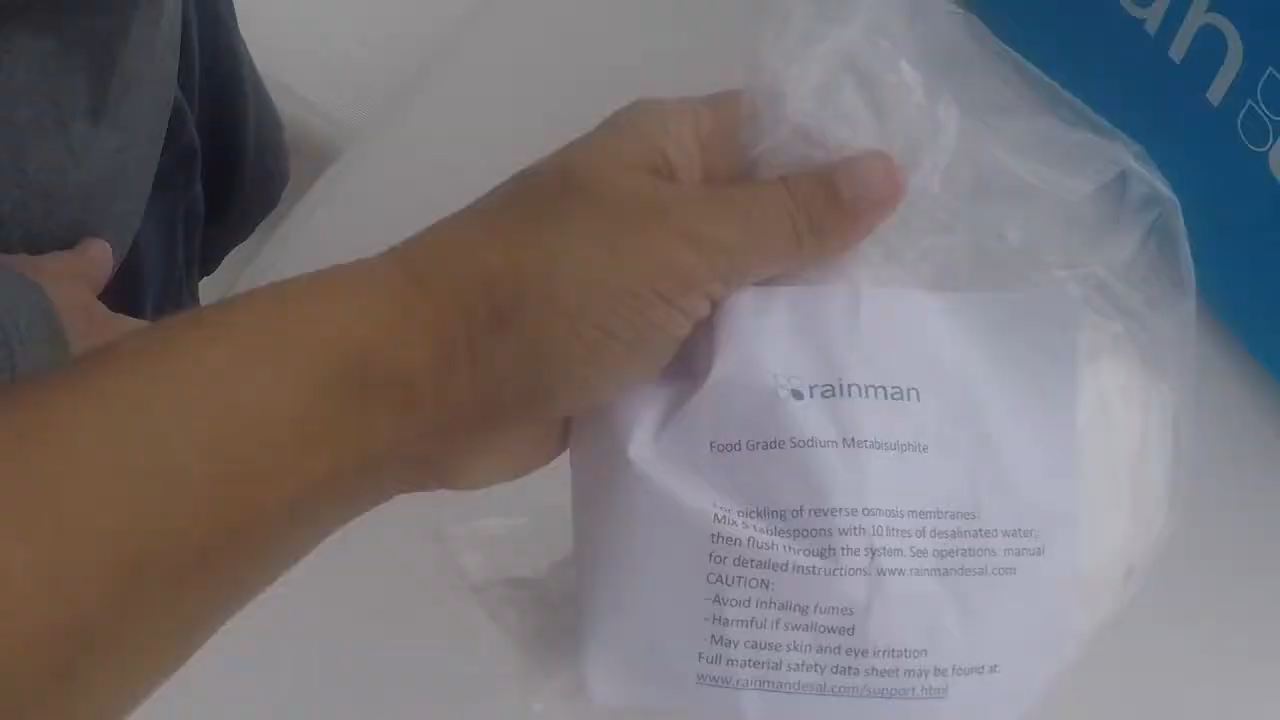 an
rainman
Food Grade Sodium Metabisulphite
pickling of reverse osmosis membranes:
Mix 5 tablespoons with 10 litres of desalinated water,
then flush through the system. See operations manual
for detailed instructions. www.rainmandesal.com
CAUTION:
-Avoid inhaling fumes
-Harmful if swallowed
-May cause skin and eye irritation
Full material safety data sheet may be found at:
www.rainmandesal.com/support.html